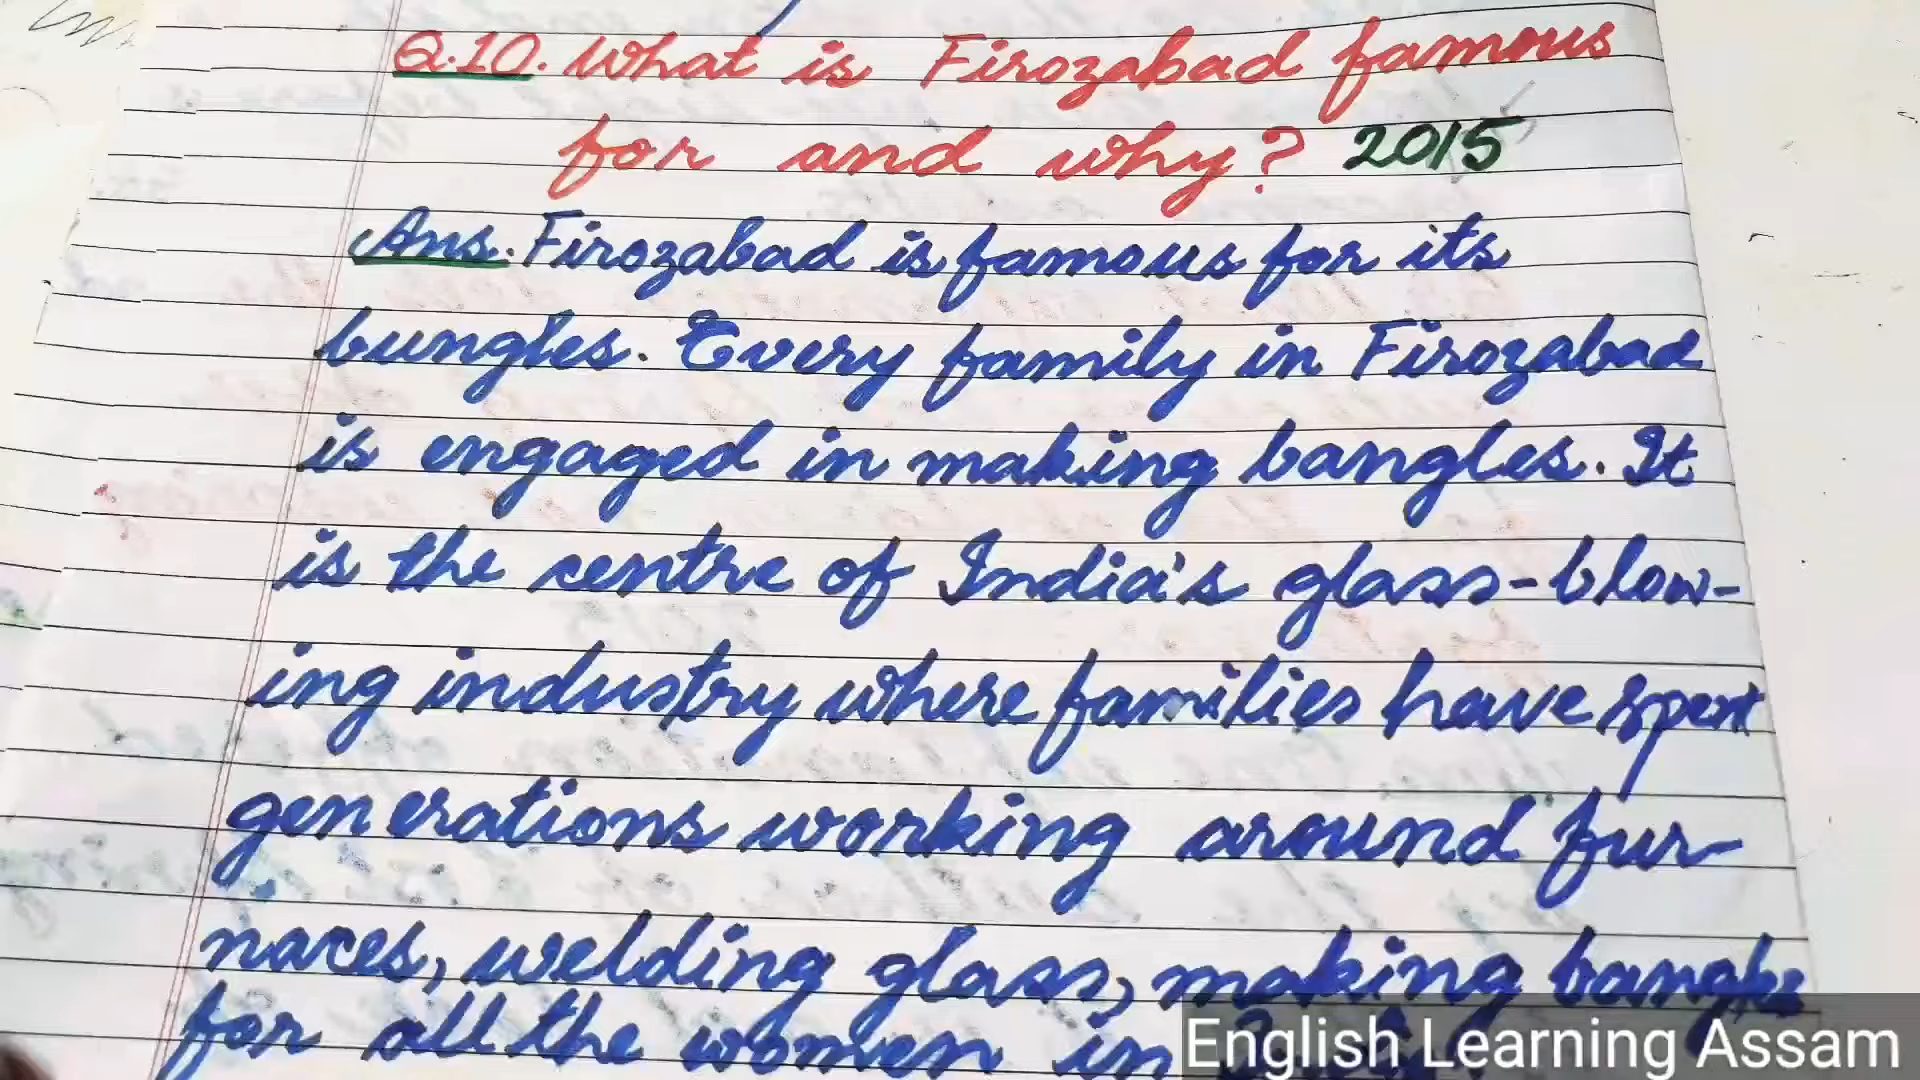 Q.10. What is Firozabad famous
for and why? 2015
Ans. Firozabad is famous for its
bungles. Every family in Firozabad
is engaged in making bangles. It
is the centre of India's glass-blow-
ing industry where families have spent
generations working around fur-
naces, welding glass, making bangles
for all the women in
English Learning Assam